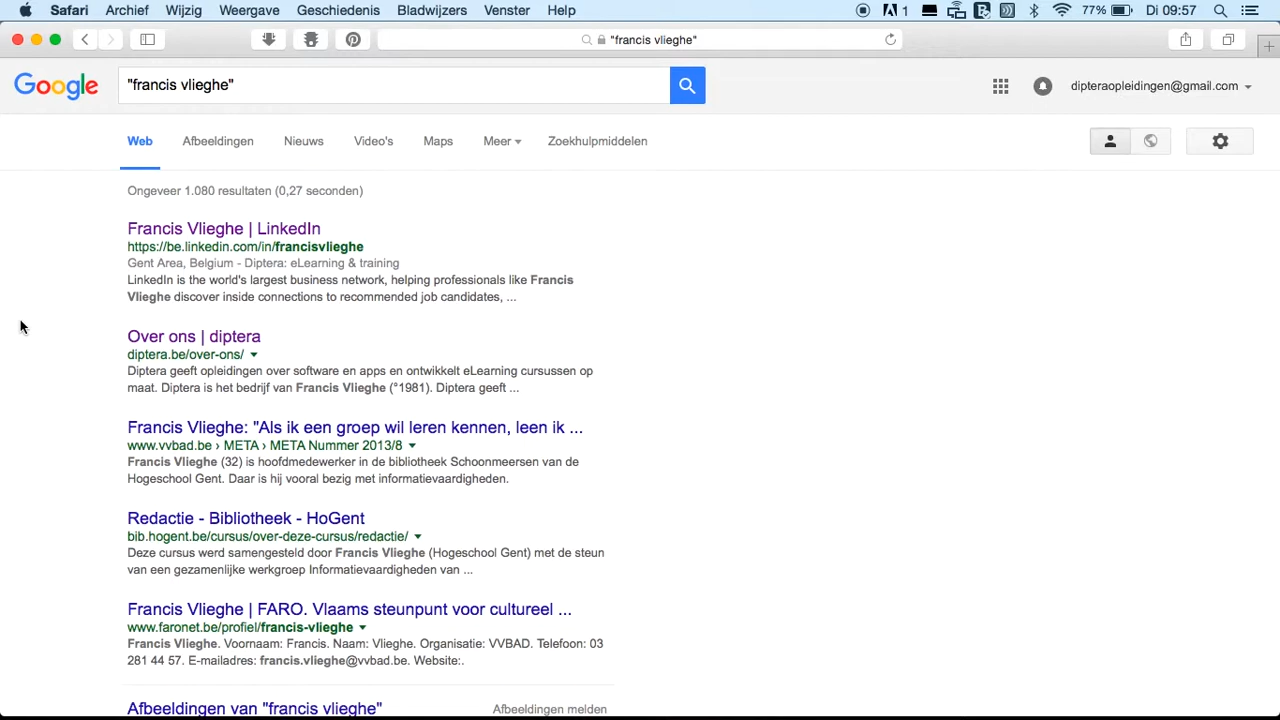 Safari Archief Wijzig Weergave Geschiedenis Bladwijzers Venster Help 1 77% Di 09:57
"francis vlieghe"
Google "francis vlieghe" dipteraopleidingen@gmail.com
Web Afbeeldingen Nieuws Video's Maps Meer Zoekhulpmiddelen
Ongeveer 1.080 resultaten (0,27 seconden)
Francis Vlieghe | LinkedIn
https://be.linkedin.com/in/francisvlieghe
Gent Area, Belgium - Diptera: eLearning & training
LinkedIn is the world's largest business network, helping professionals like Francis
Vlieghe discover inside connections to recommended job candidates, ...
Over ons | diptera
diptera.be/over-ons/
Diptera geeft opleidingen over software en apps en ontwikkelt eLearning cursussen op
maat. Diptera is het bedrijf van Francis Vlieghe (°1981). Diptera geeft ...
Francis Vlieghe: "Als ik een groep wil leren kennen, leen ik ...
www.vvbad.be › META › META Nummer 2013/8
Francis Vlieghe (32) is hoofdmedewerker in de bibliotheek Schoonmeersen van de
Hogeschool Gent. Daar is hij vooral bezig met informatievaardigheden.
Redactie - Bibliotheek - HoGent
bib.hogent.be/cursus/over-deze-cursus/redactie/
Deze cursus werd samengesteld door Francis Vlieghe (Hogeschool Gent) met de steun
van een gezamenlijke werkgroep Informatievaardigheden van ...
Francis Vlieghe | FARO. Vlaams steunpunt voor cultureel ...
www.faronet.be/profiel/francis-vlieghe
Francis Vlieghe. Voornaam: Francis. Naam: Vlieghe. Organisatie: VVBAD. Telefoon: 03
281 44 57. E-mailadres: francis.vlieghe@vvbad.be. Website:.
Afbeeldingen van "francis vlieghe" Afbeeldingen melden